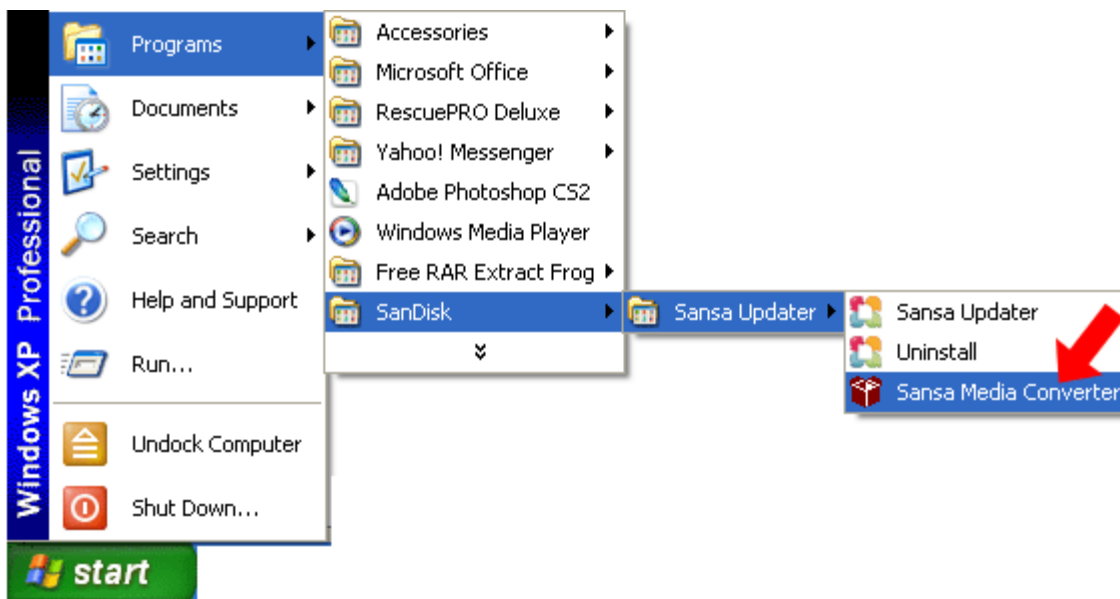 Windows XP Professional
Programs
Documents
Settings
Search
Help and Support
Run...
Undock Computer
Shut Down...
start
Accessories
Microsoft Office
RescuePRO Deluxe
Yahoo! Messenger
Adobe Photoshop CS2
Windows Media Player
Free RAR Extract Frog
SanDisk
Sansa Updater
Sansa Updater
Uninstall
Sansa Media Converter